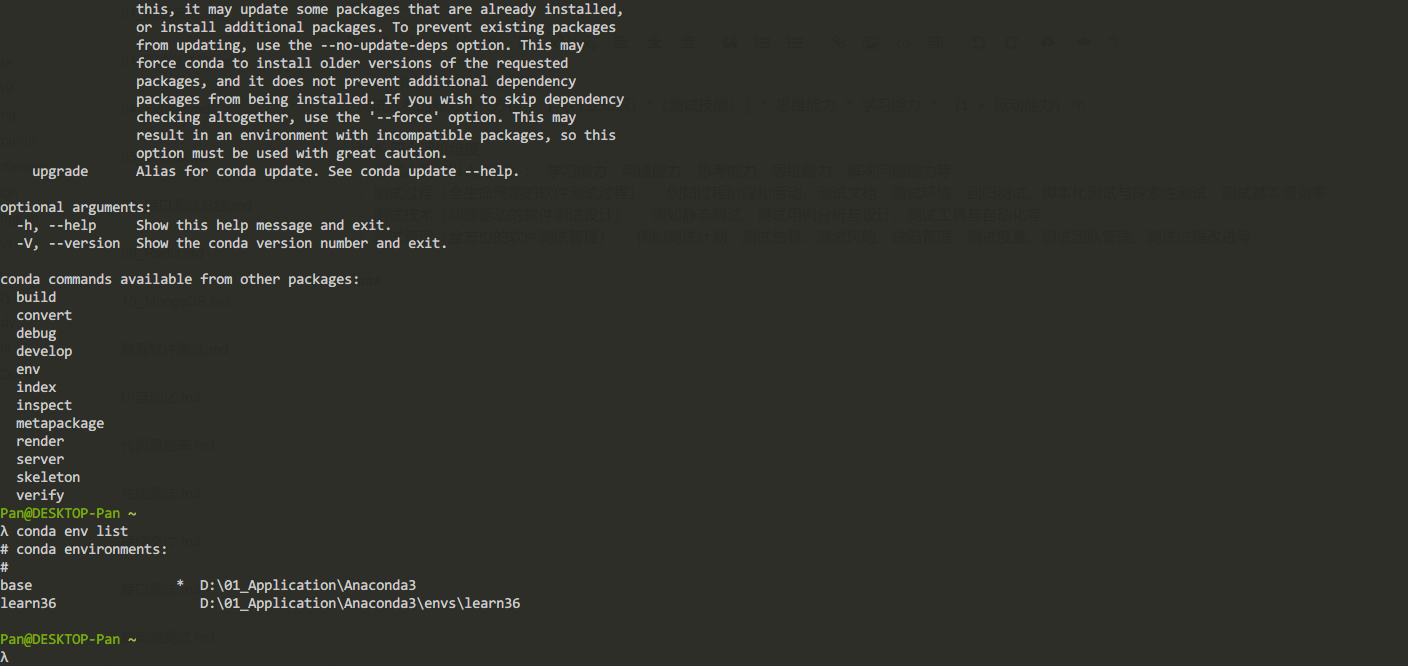 this, it may update some packages that are already installed,
or install additional packages. To prevent existing packages
from updating, use the --no-update-deps option. This may
force conda to install older versions of the requested
packages, and it does not prevent additional dependency
packages from being installed. If you wish to skip dependency
checking altogether, use the '--force' option. This may
result in an environment with incompatible packages, so this
option must be used with great caution.
upgrade Alias for conda update. See conda update --help.
optional arguments:
-h, --help Show this help message and exit.
-V, --version Show the conda version number and exit.
conda commands available from other packages:
build
convert
debug
develop
env
index
inspect
metapackage
render
server
skeleton
verify
Pan@DESKTOP-Pan ~
λ conda env list
# conda environments:
#
base * D:\01_Application\Anaconda3
learn36 D:\01_Application\Anaconda3\envs\learn36
Pan@DESKTOP-Pan ~
λ